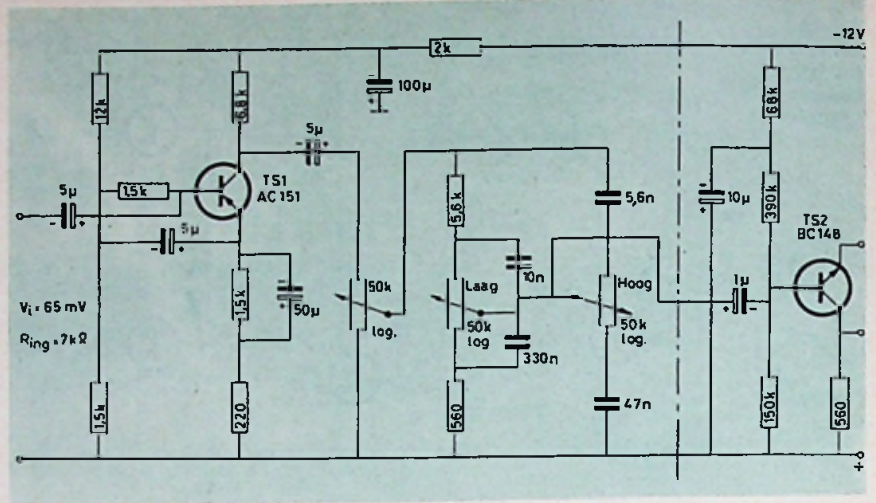 -12V
2k
100µ
12k
6,8k
5µ
TS1
AC 151
1,5k
5µ
5µ
1,5k
50µ
Vi = 65 mV
Ring = 7kΩ
1,5k
220
50k
log.
5,6k
10n
Laag
50k
log
330n
560
5,6n
Hoog
50k
log.
47n
68k
10µ
390k
TS2
BC148
1µ
150k
560
+